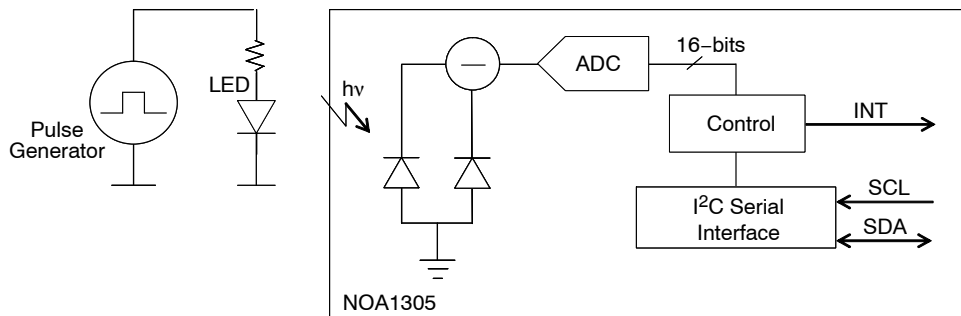 LED
Pulse
Generator
hν
—
ADC
16−bits
Control
INT
I²C Serial
Interface
SCL
SDA
NOA1305